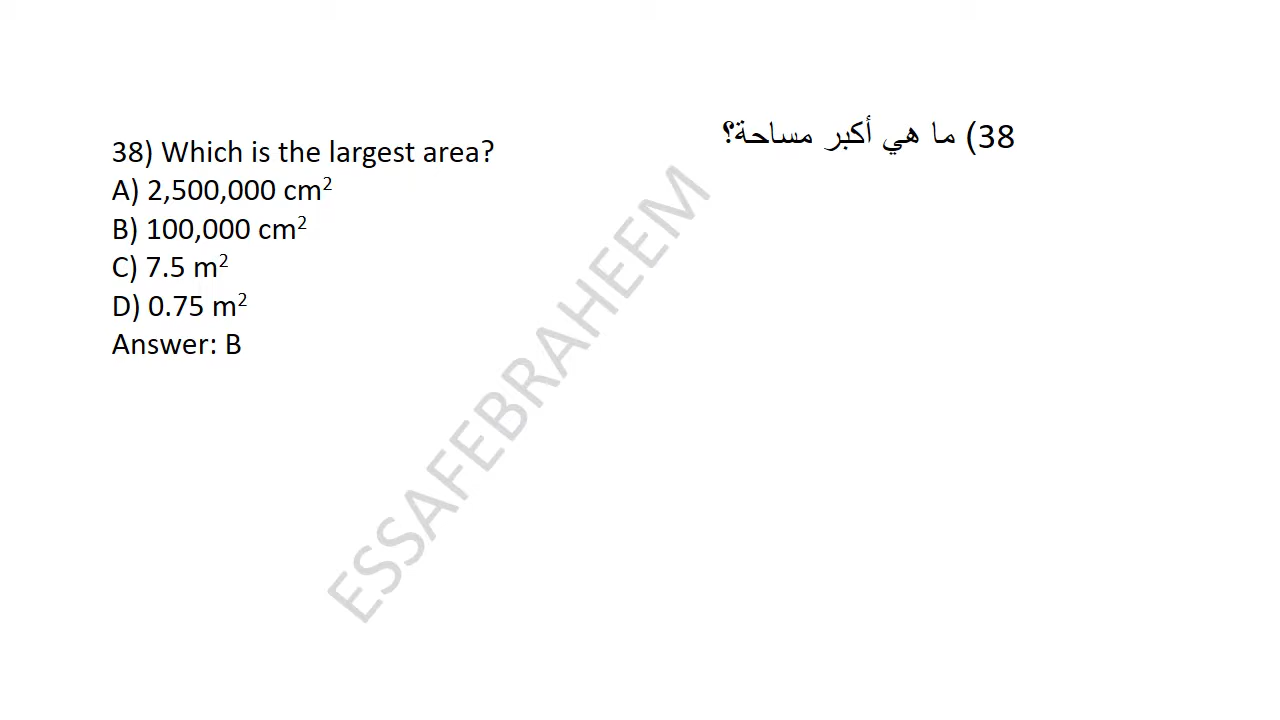 38) Which is the largest area?
A) 2,500,000 cm²
B) 100,000 cm²
C) 7.5 m²
D) 0.75 m²
Answer: B
38) ما هي أكبر مساحة؟
ESSAFEBRAHEEM